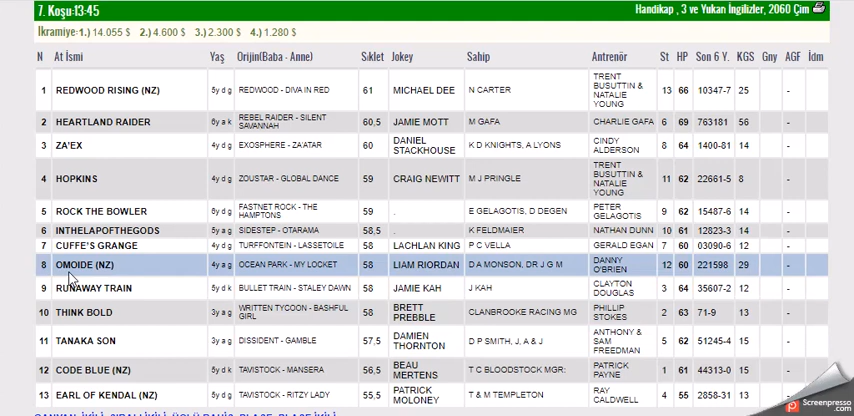 7. Koşu:13-45 Handikap , 3 ve Yukarı İngilizler, 2060 Çim
İkramiye:1.) 14.055 $ 2.) 4.600 $ 3.) 2.300 $ 4.) 1.280 $
N At İsmi Yaş Orijin(Baba - Anne) Sıklet Jokey Sahip Antrenör St HP Son 6 Y. KGS Gny AGF İdm
1 REDWOOD RISING (NZ) 5y d g REDWOOD - DIVA IN RED 61 MICHAEL DEE N CARTER TRENT BUSUTTIN & NATALIE YOUNG 13 66 10347-7 25 -
2 HEARTLAND RAIDER 6y a k REBEL RAIDER - SILENT SAVANNAH 60,5 JAMIE MOTT M GAFA CHARLIE GAFA 6 69 763181 56 -
3 ZA'EX 4y d g EXOSPHERE - ZA'ATAR 60 DANIEL STACKHOUSE K D KNIGHTS, A LYONS CINDY ALDERSON 8 64 1400-81 14 -
4 HOPKINS 4y d g ZOUSTAR - GLOBAL DANCE 59 CRAIG NEWITT M J PRINGLE TRENT BUSUTTIN & NATALIE YOUNG 11 62 22661-5 8 -
5 ROCK THE BOWLER 6y d g FASTNET ROCK - THE HAMPTONS 59 . E GELAGOTIS, D DEGEN PETER GELAGOTIS 9 62 15487-6 14 -
6 INTHELAPOFTHEGODS 5y a g SIDESTEP - OTARAMA 58,5 . K FELDMAIER NATHAN DUNN 10 61 12823-3 14 -
7 CUFFE'S GRANGE 4y d g TURFFONTEIN - LASSETOILE 58 LACHLAN KING P C VELLA GERALD EGAN 7 60 03090-6 12 -
8 OMOIDE (NZ) 4y a g OCEAN PARK - MY LOCKET 58 LIAM RIORDAN D A MONSON, DR J G M DANNY O'BRIEN 12 60 221598 29 -
9 RUNAWAY TRAIN 5y d k BULLET TRAIN - STALEY DAWN 58 JAMIE KAH J KAH CLAYTON DOUGLAS 3 64 35607-2 12 -
10 THINK BOLD 3y a g WRITTEN TYCOON - BASHFUL GIRL 58 BRETT PREBBLE CLANBROOKE RACING MG PHILLIP STOKES 2 63 71-9 13 -
11 TANAKA SON 3y a g DISSIDENT - GAMBLE 57,5 DAMIEN THORNTON D P SMITH, J, A & J ANTHONY & SAM FREEDMAN 5 62 51245-4 15 -
12 CODE BLUE (NZ) 5y d k TAVISTOCK - MANSERA 56,5 BEAU MERTENS T C BLOODSTOCK MGR: PATRICK PAYNE 1 61 44313-0 15 -
13 EARL OF KENDAL (NZ) 6y d k TAVISTOCK - RITZY LADY 55,5 PATRICK MOLONEY T & M TEMPLETON RAY CALDWELL 4 55 2858-31 13 -
Screenpresso
.com